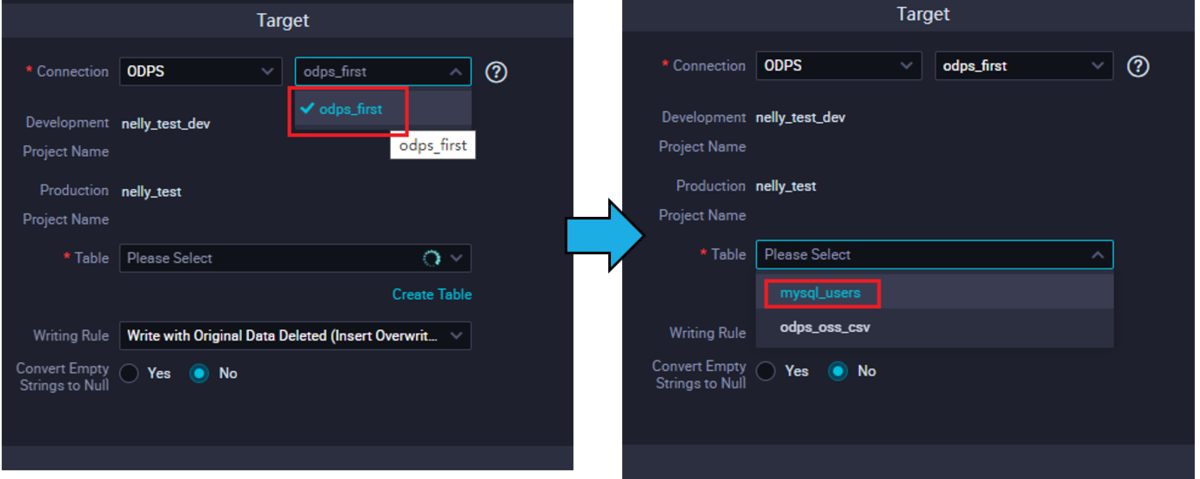 Target
* Connection ODPS odps_first ?
odps_first
odps_first
Development nelly_test_dev
Project Name
Production nelly_test
Project Name
* Table Please Select
Create Table
Writing Rule Write with Original Data Deleted (Insert Overwrit...
Convert Empty
Strings to Null Yes No
Target
* Connection ODPS odps_first ?
Development nelly_test_dev
Project Name
Production nelly_test
Project Name
* Table Please Select
mysql_users
odps_oss_csv
Writing Rule
Convert Empty
Strings to Null Yes No